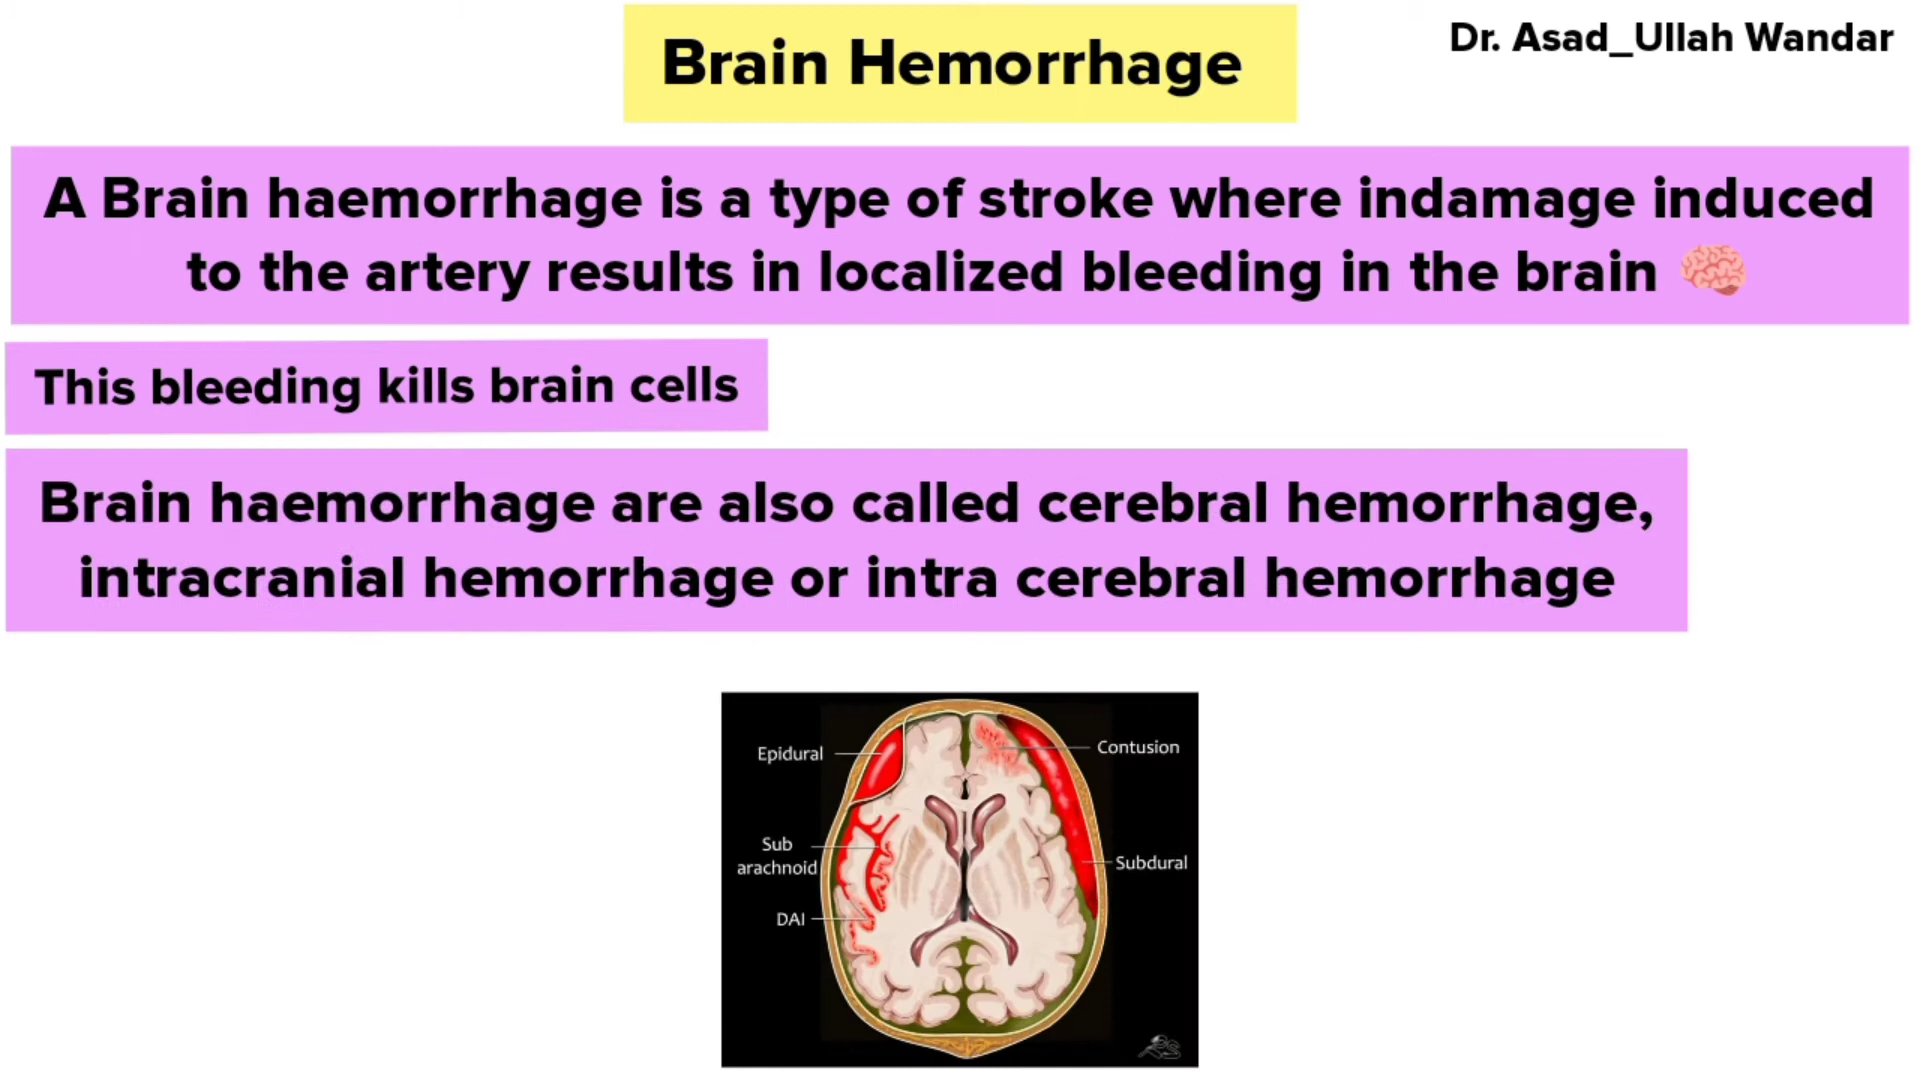 Brain Hemorrhage
Dr. Asad_Ullah Wandar
A Brain haemorrhage is a type of stroke where indamage induced
to the artery results in localized bleeding in the brain 🧠
This bleeding kills brain cells
Brain haemorrhage are also called cerebral hemorrhage,
intracranial hemorrhage or intra cerebral hemorrhage
Epidural
Contusion
Sub
arachnoid
Subdural
DAI